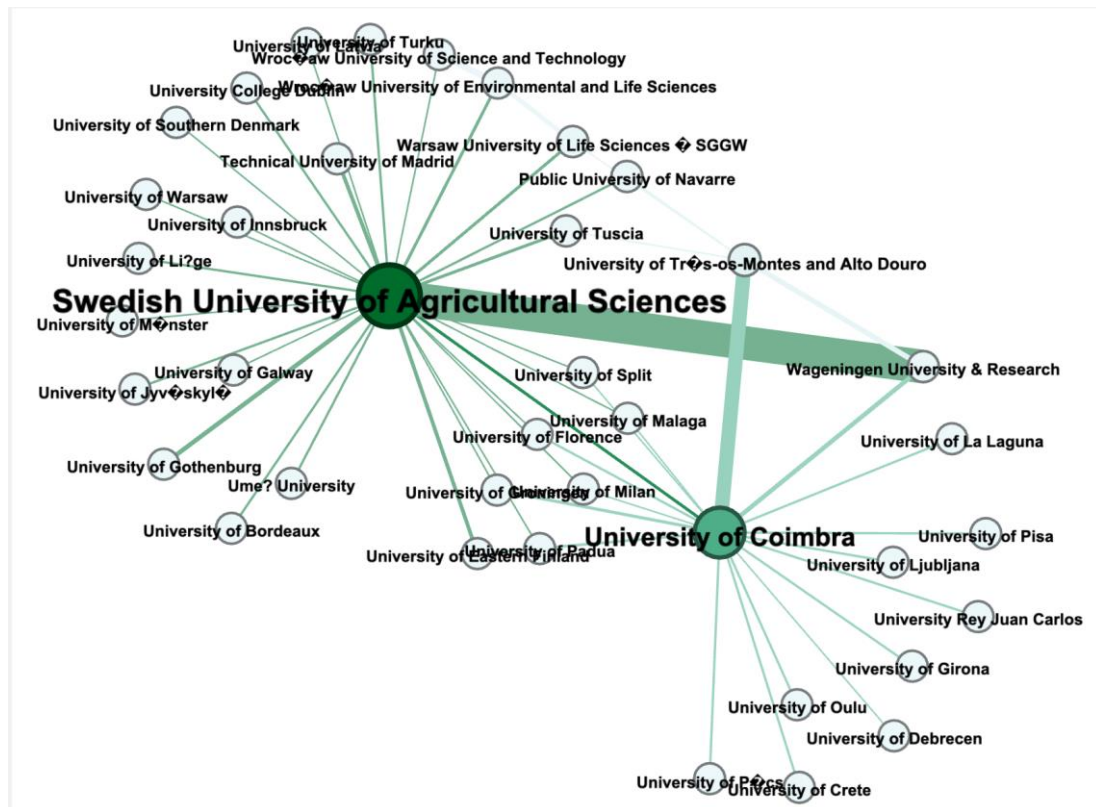 University of Turku
University of Latvia
Wroc�aw University of Science and Technology
Wroc�aw University of Environmental and Life Sciences
University College Dublin
University of Southern Denmark
Warsaw University of Life Sciences � SGGW
Technical University of Madrid
Public University of Navarre
University of Warsaw
University of Innsbruck
University of Tuscia
University of Li?ge
University of Tr�s-os-Montes and Alto Douro
Swedish University of Agricultural Sciences
University of M�nster
Wageningen University & Research
University of Galway
University of Split
University of Jyv�skyl�
University of Malaga
University of Florence
University of La Laguna
University of Gothenburg
Ume? University
University of Groningen
University of Milan
University of Bordeaux
University of Coimbra
University of Pisa
University of Padua
University of Eastern Finland
University of Ljubljana
University Rey Juan Carlos
University of Girona
University of Oulu
University of Debrecen
University of P�cs
University of Crete